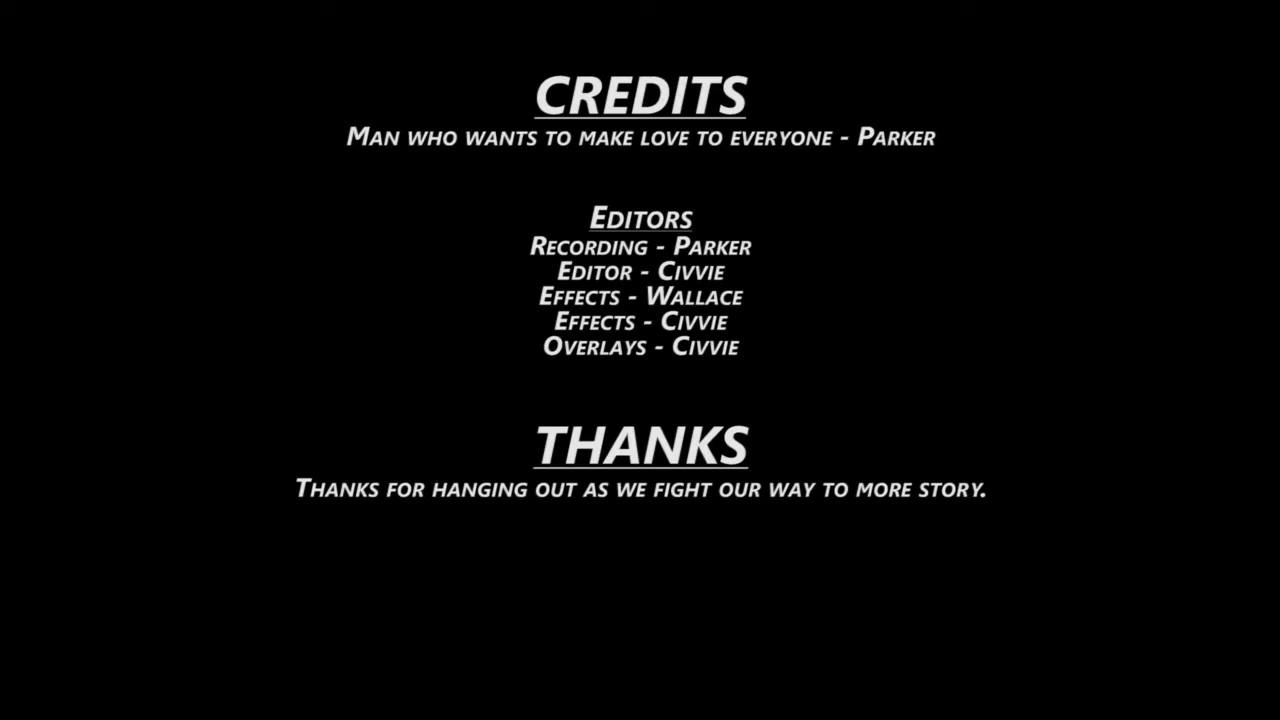 CREDITS
Man who wants to make love to everyone - Parker
Editors
Recording - Parker
Editor - Civvie
Effects - Wallace
Effects - Civvie
Overlays - Civvie
THANKS
Thanks for hanging out as we fight our way to more story.